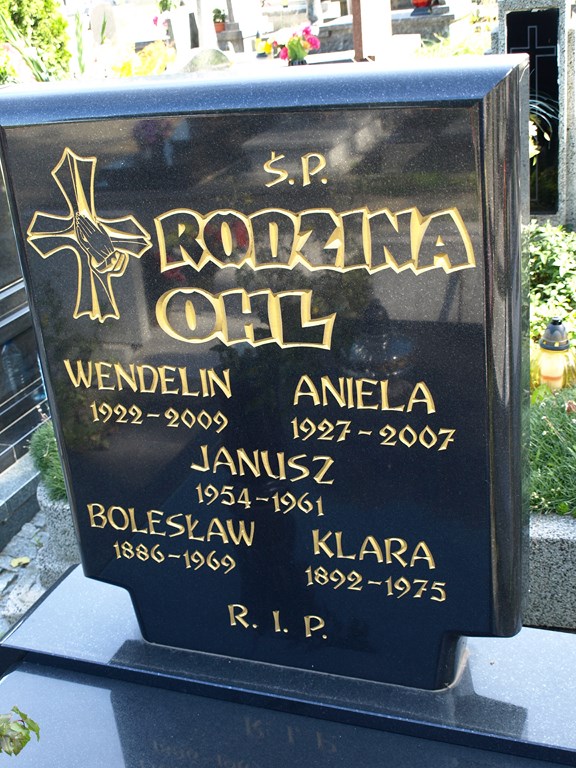 Ś.P.
RODZINA
OHL
WENDELIN ANIELA
1922-2009 1927-2007
JANUSZ
1954-1961
BOLESŁAW KLARA
1886-1969 1892-1975
R. I. P.